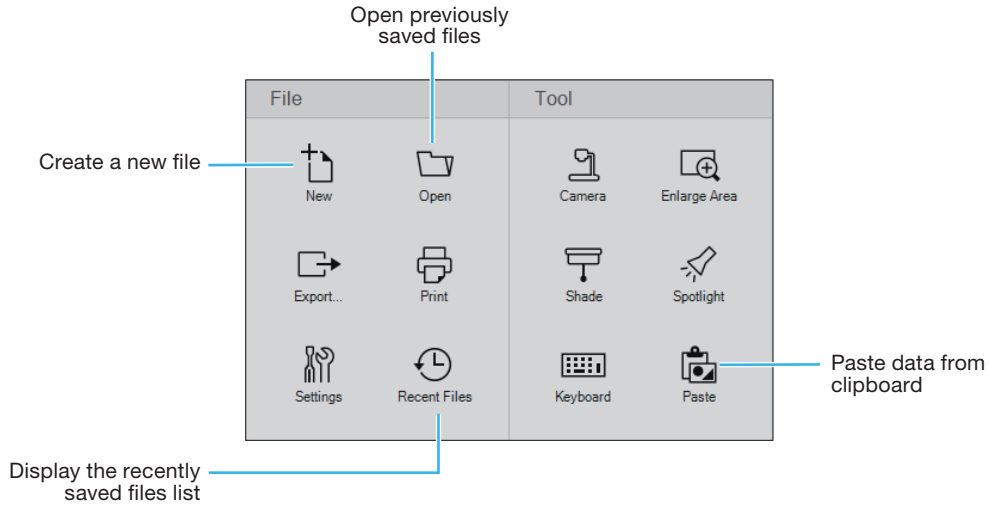 Open previously
saved files
File
Tool
Create a new file
New
Open
Camera
Enlarge Area
Export...
Print
Shade
Spotlight
Settings
Recent Files
Keyboard
Paste
Paste data from
clipboard
Display the recently
saved files list